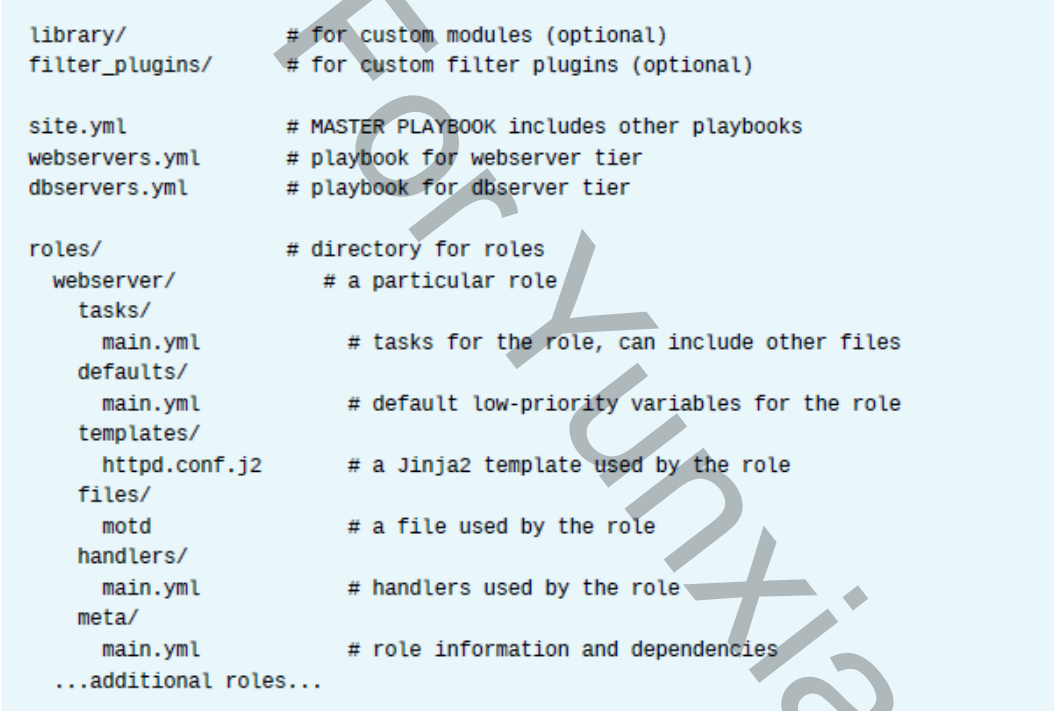 library/                # for custom modules (optional)
filter_plugins/      # for custom filter plugins (optional)

site.yml             # MASTER PLAYBOOK includes other playbooks
webservers.yml       # playbook for webserver tier
dbservers.yml        # playbook for dbserver tier

roles/               # directory for roles
  webserver/            # a particular role
    tasks/
      main.yml            # tasks for the role, can include other files
    defaults/
      main.yml            # default low-priority variables for the role
    templates/
      httpd.conf.j2       # a Jinja2 template used by the role
    files/
      motd                # a file used by the role
    handlers/
      main.yml            # handlers used by the role
    meta/
      main.yml            # role information and dependencies
  ...additional roles...
For Yunxia